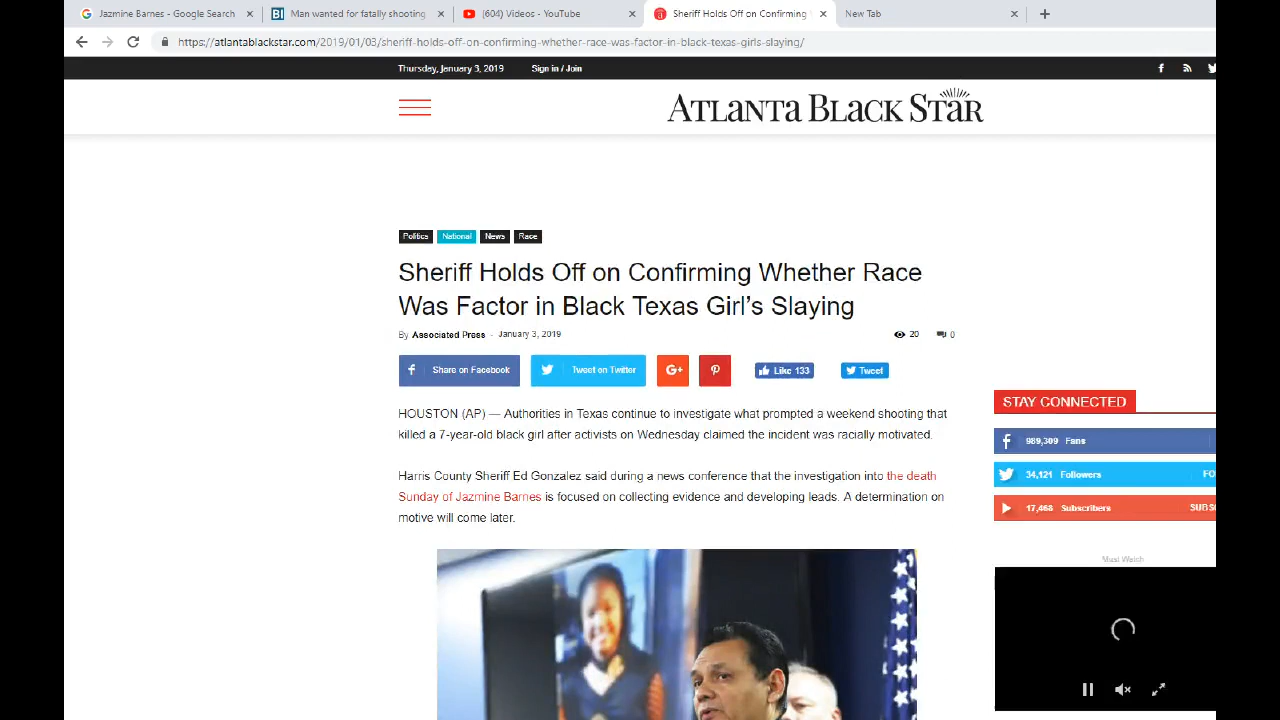 Jazmine Barnes - Google Search
Man wanted for fatally shooting
(604) Videos - YouTube
Sheriff Holds Off on Confirming
New Tab
https://atlantablackstar.com/2019/01/03/sheriff-holds-off-on-confirming-whether-race-was-factor-in-black-texas-girls-slaying/
Thursday, January 3, 2019 Sign in / Join
ATLANTA BLACK STAR
Politics National News Race
Sheriff Holds Off on Confirming Whether Race
Was Factor in Black Texas Girl's Slaying
By Associated Press - January 3, 2019 20 0
Share on Facebook Tweet on Twitter G+ Like 133 Tweet
HOUSTON (AP) — Authorities in Texas continue to investigate what prompted a weekend shooting that
killed a 7-year-old black girl after activists on Wednesday claimed the incident was racially motivated.
Harris County Sheriff Ed Gonzalez said during a news conference that the investigation into the death
Sunday of Jazmine Barnes is focused on collecting evidence and developing leads. A determination on
motive will come later.
STAY CONNECTED
989,309 Fans
34,121 Followers FO
17,468 Subscribers SUBS
Must Watch